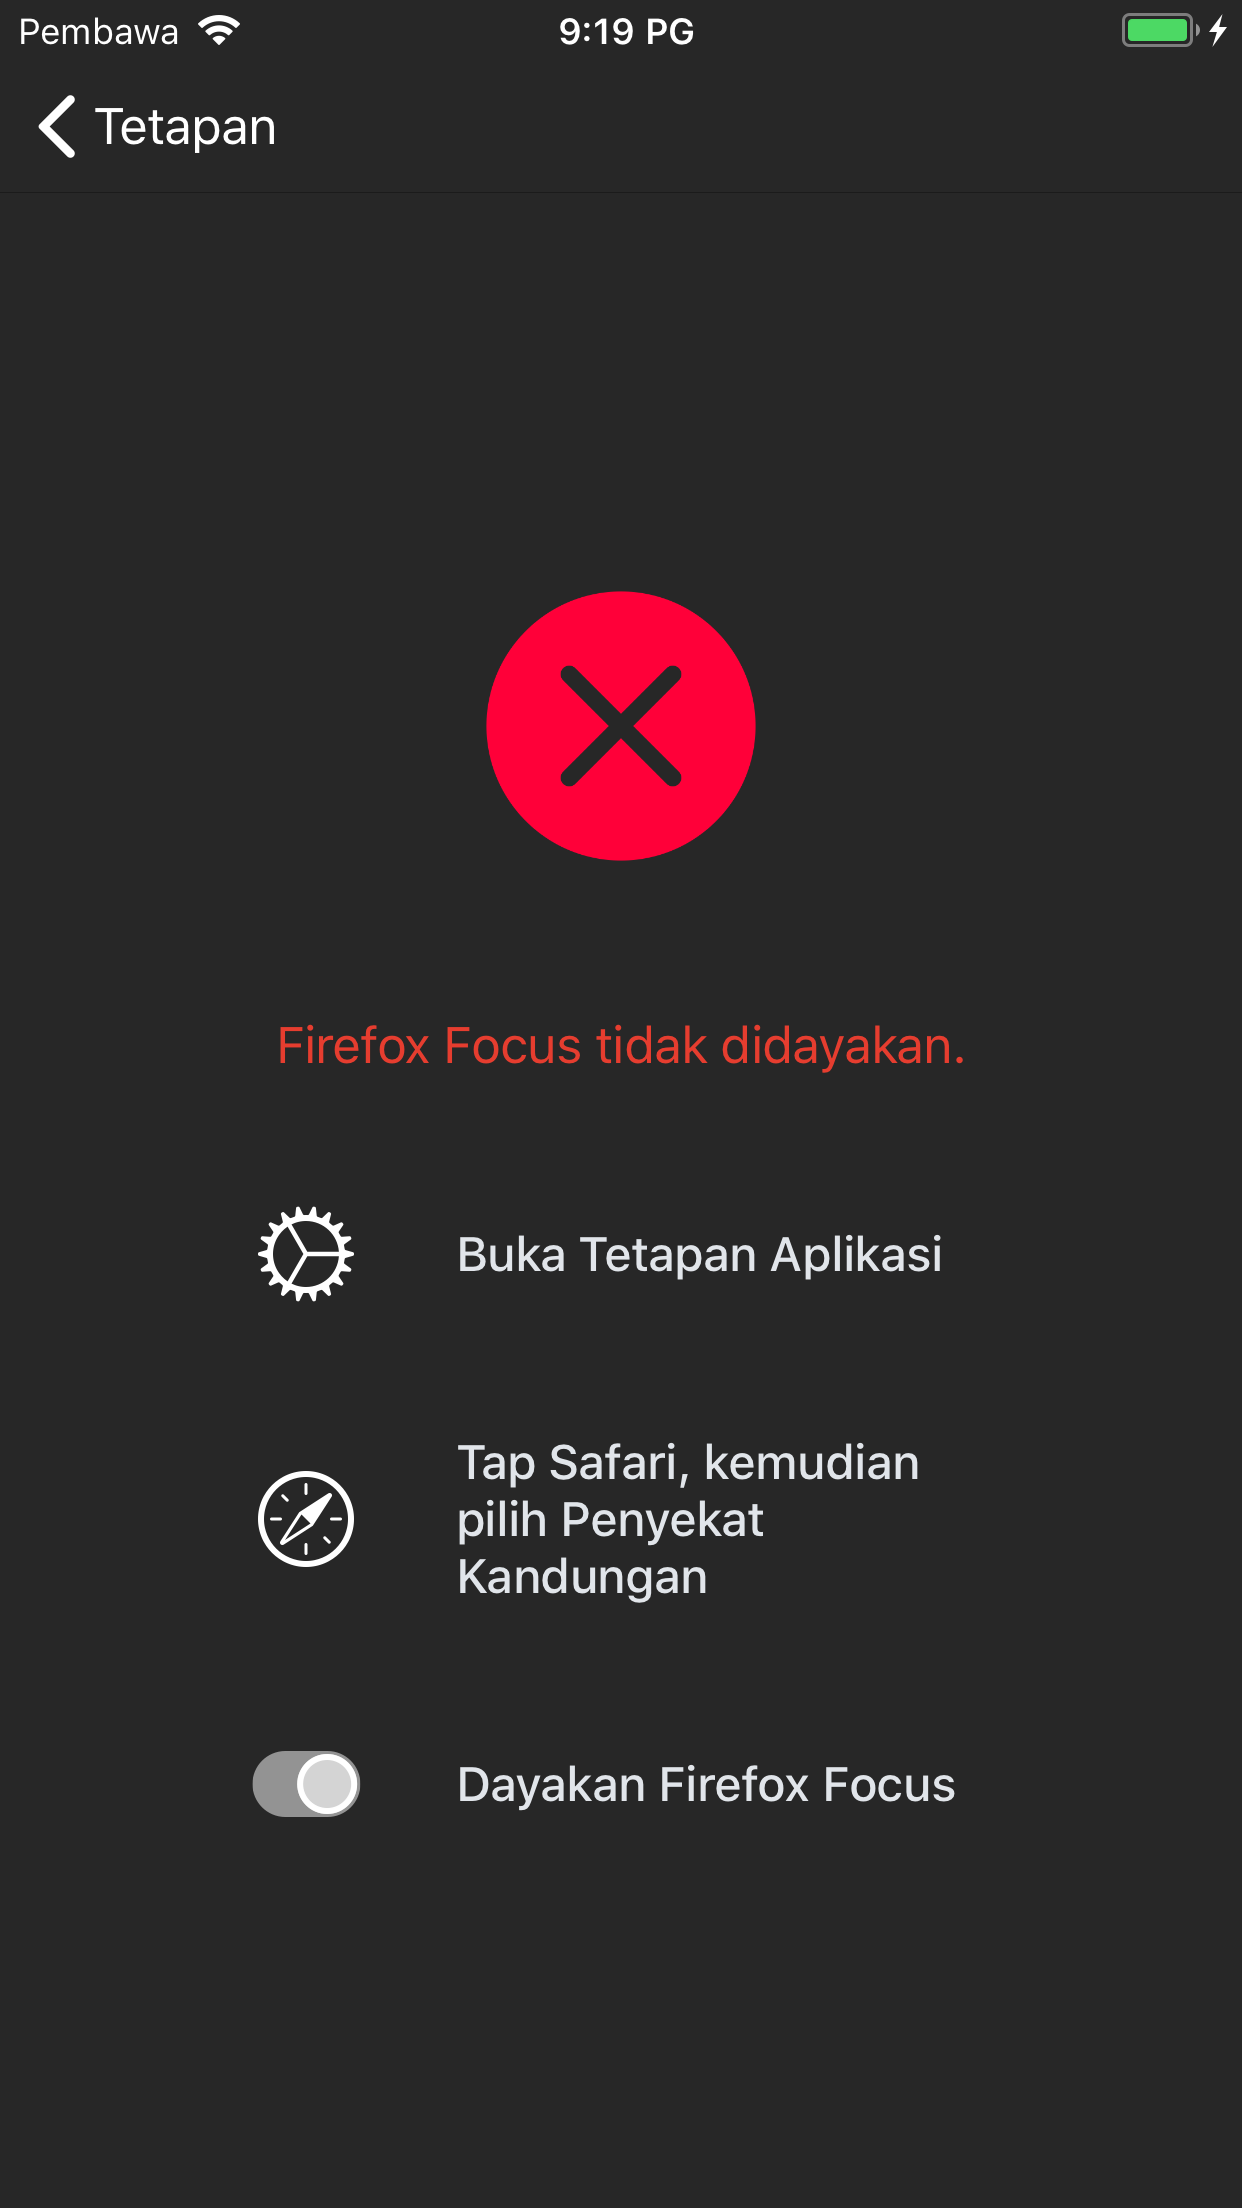 Pembawa
9:19 PG
Tetapan
Firefox Focus tidak didayakan.
Buka Tetapan Aplikasi
Tap Safari, kemudian
pilih Penyekat
Kandungan
Dayakan Firefox Focus